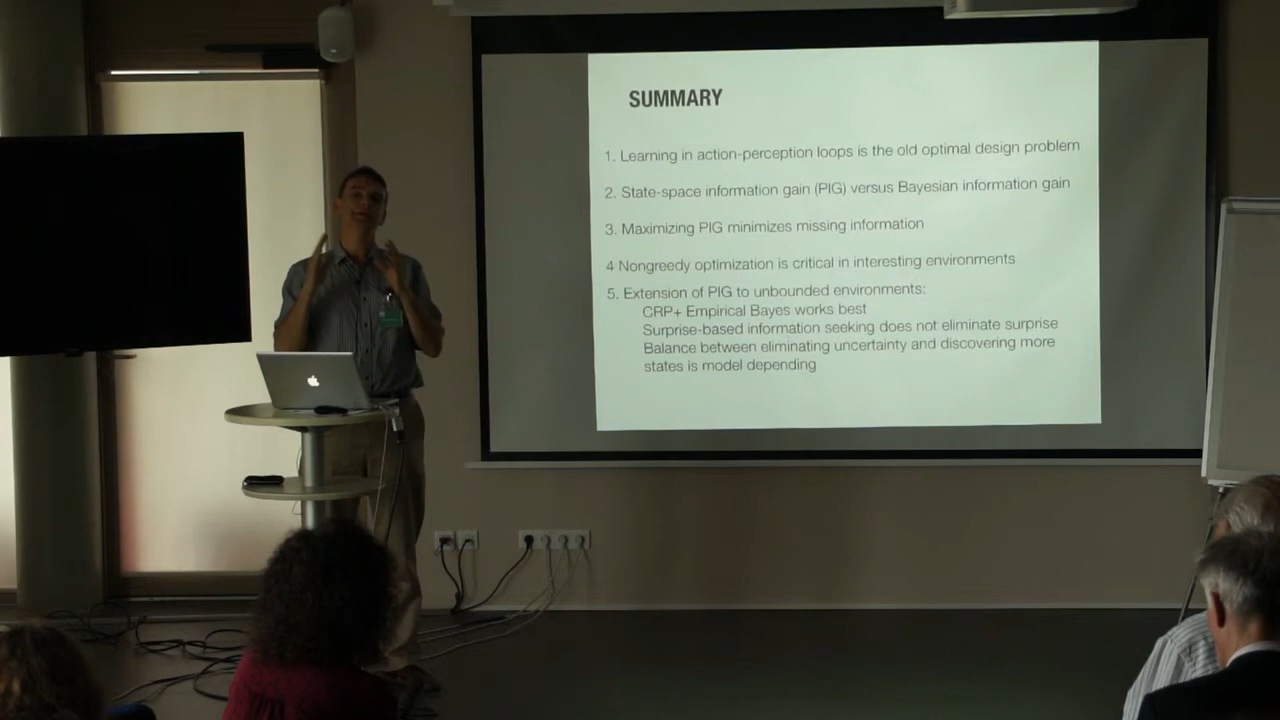 SUMMARY
1. Learning in action-perception loops is the old optimal design problem
2. State-space information gain (PIG) versus Bayesian information gain
3. Maximizing PIG minimizes missing information
4 Nongreedy optimization is critical in interesting environments
5. Extension of PIG to unbounded environments:
CRP+ Empirical Bayes works best
Surprise-based information seeking does not eliminate surprise
Balance between eliminating uncertainty and discovering more
states is model depending